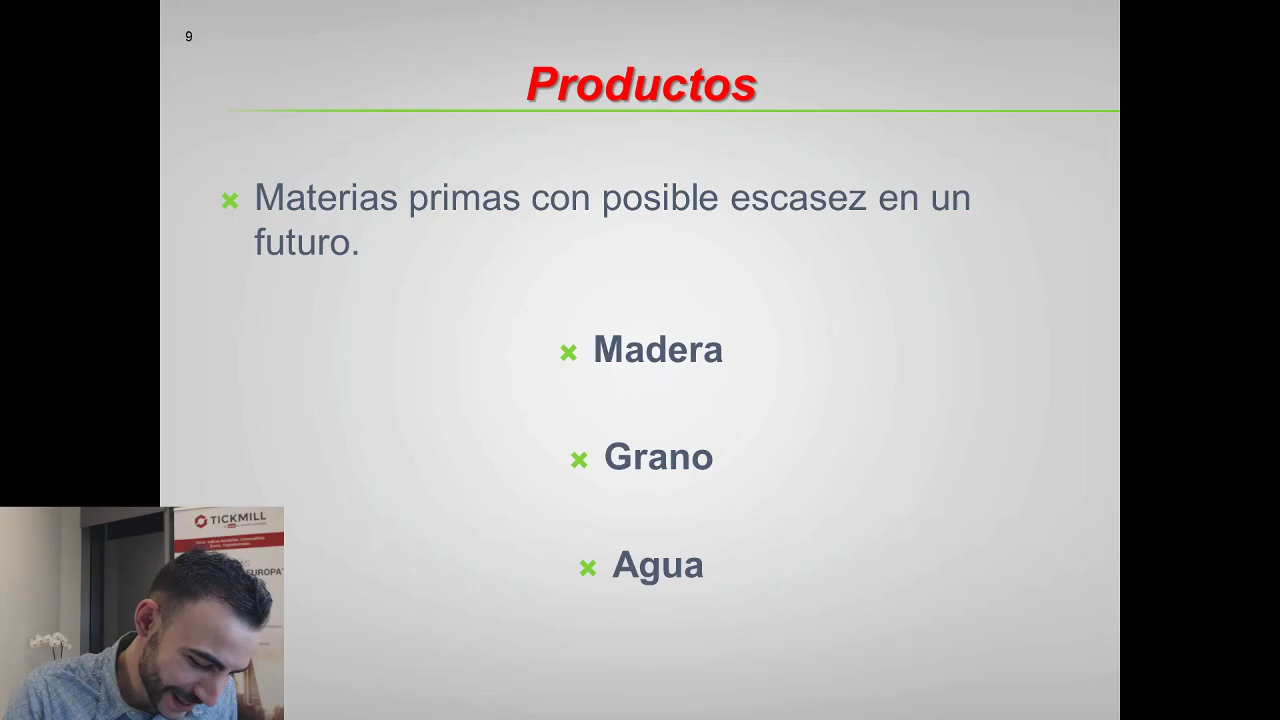 9
Productos
Materias primas con posible escasez en un
futuro.
Madera
Grano
Agua
TICKMILL
EUROPA